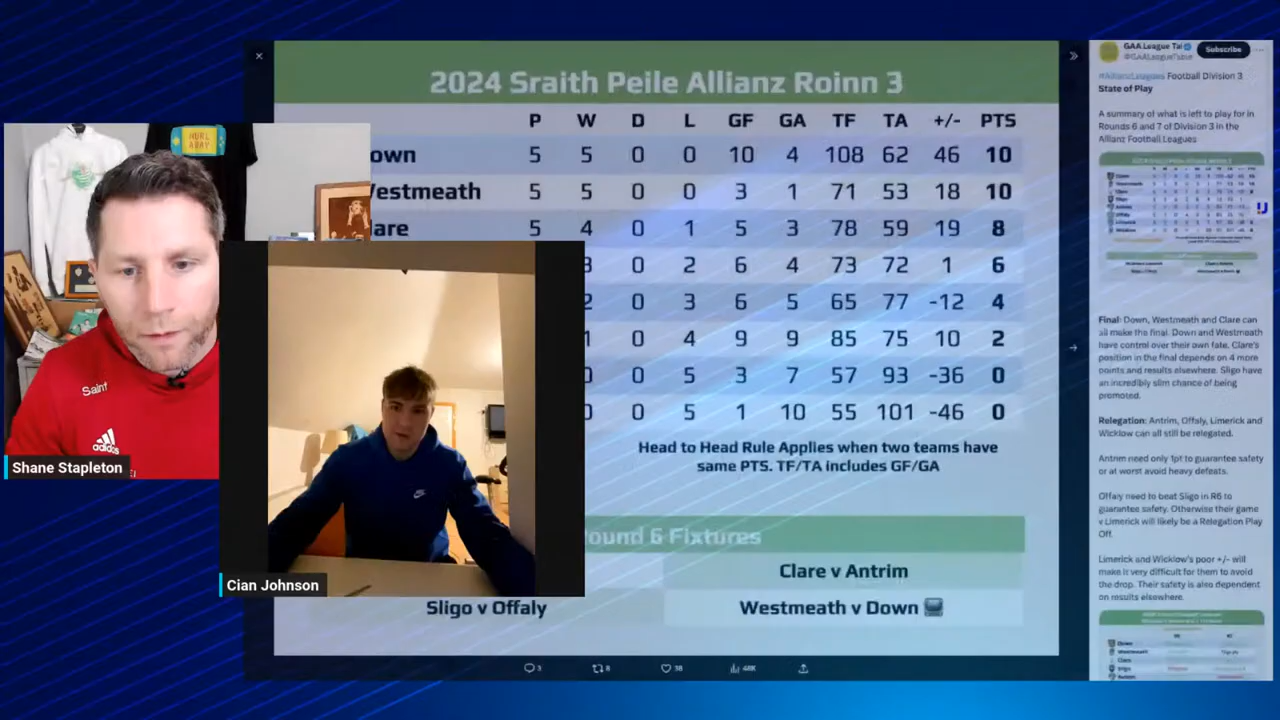 2024 Sraith Peile Allianz Roinn 3
P W D L GF GA TF TA +/- PTS
own 5 5 0 0 10 4 108 62 46 10
estmeath 5 5 0 0 3 1 71 53 18 10
lare 5 4 0 1 5 3 78 59 19 8
3 0 2 6 4 73 72 1 6
2 0 3 6 5 65 77 -12 4
1 0 4 9 9 85 75 10 2
0 0 5 3 7 57 93 -36 0
0 0 5 1 10 55 101 -46 0
Head to Head Rule Applies when two teams have
same PTS. TF/TA includes GF/GA
ound 6 Fixtures
Clare v Antrim
Sligo v Offaly
Westmeath v Down
3 8 38 48K
HURL
AWAY
Saint
adidas
Shane Stapleton
Cian Johnson
GAA League Tabl
@GAALeagueTable
Subscribe
#AllianzLeagues Football Division 3
State of Play
A summary of what is left to play for in
Rounds 6 and 7 of Division 3 in the
Allianz Football Leagues
Final: Down, Westmeath and Clare can
all make the final. Down and Westmeath
have control over their own fate. Clare's
position in the final depends on 4 more
points and results elsewhere. Sligo have
an incredibly slim chance of being
promoted.
Relegation: Antrim, Offaly, Limerick and
Wicklow can all still be relegated.
Antrim need only 1pt to guarantee safety
or at worst avoid heavy defeats.
Offaly need to beat Sligo in R6 to
guarantee safety. Otherwise their game
v Limerick will likely be a Relegation Play
Off.
Limerick and Wicklow's poor +/- will
make it very difficult for them to avoid
the drop. Their safety is also dependent
on results elsewhere.